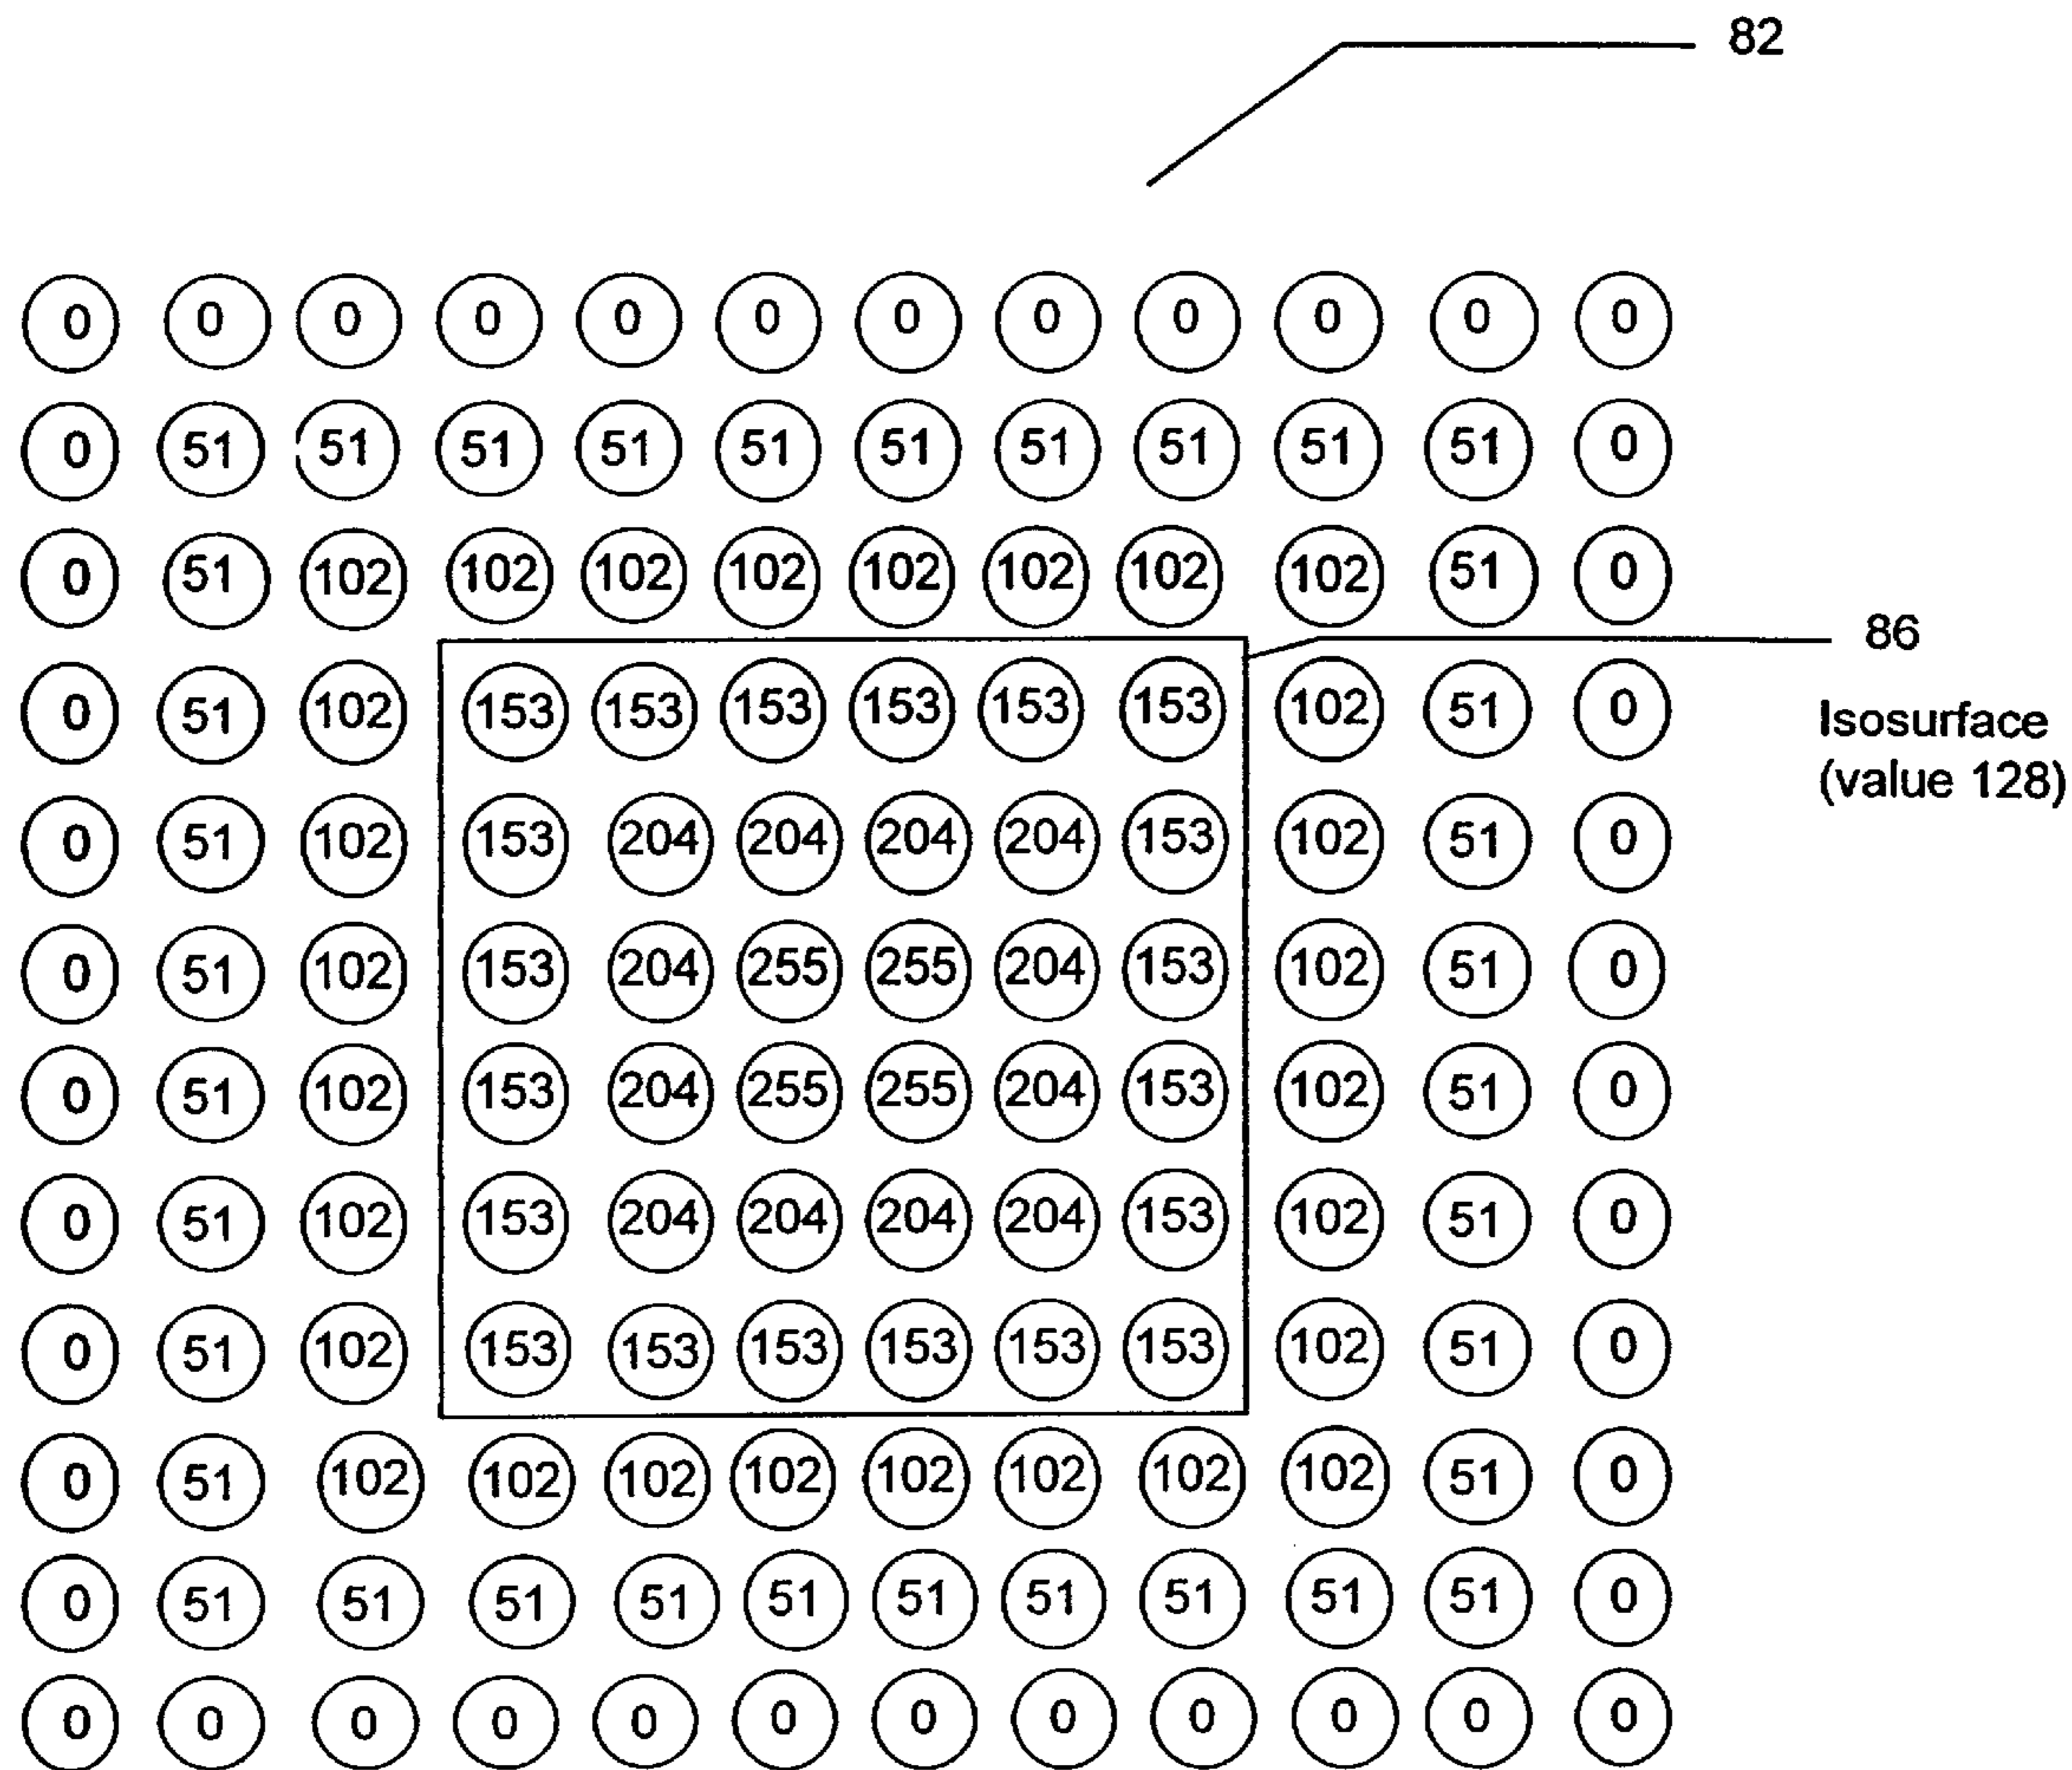 82
0 0 0 0 0 0 0 0 0 0 0 0
0 51 51 51 51 51 51 51 51 51 51 0
0 51 102 102 102 102 102 102 102 102 51 0
86
0 51 102 153 153 153 153 153 153 102 51 0
Isosurface
(value 128)
0 51 102 153 204 204 204 204 153 102 51 0
0 51 102 153 204 255 255 204 153 102 51 0
0 51 102 153 204 255 255 204 153 102 51 0
0 51 102 153 204 204 204 204 153 102 51 0
0 51 102 153 153 153 153 153 153 102 51 0
0 51 102 102 102 102 102 102 102 102 51 0
0 51 51 51 51 51 51 51 51 51 51 0
0 0 0 0 0 0 0 0 0 0 0 0